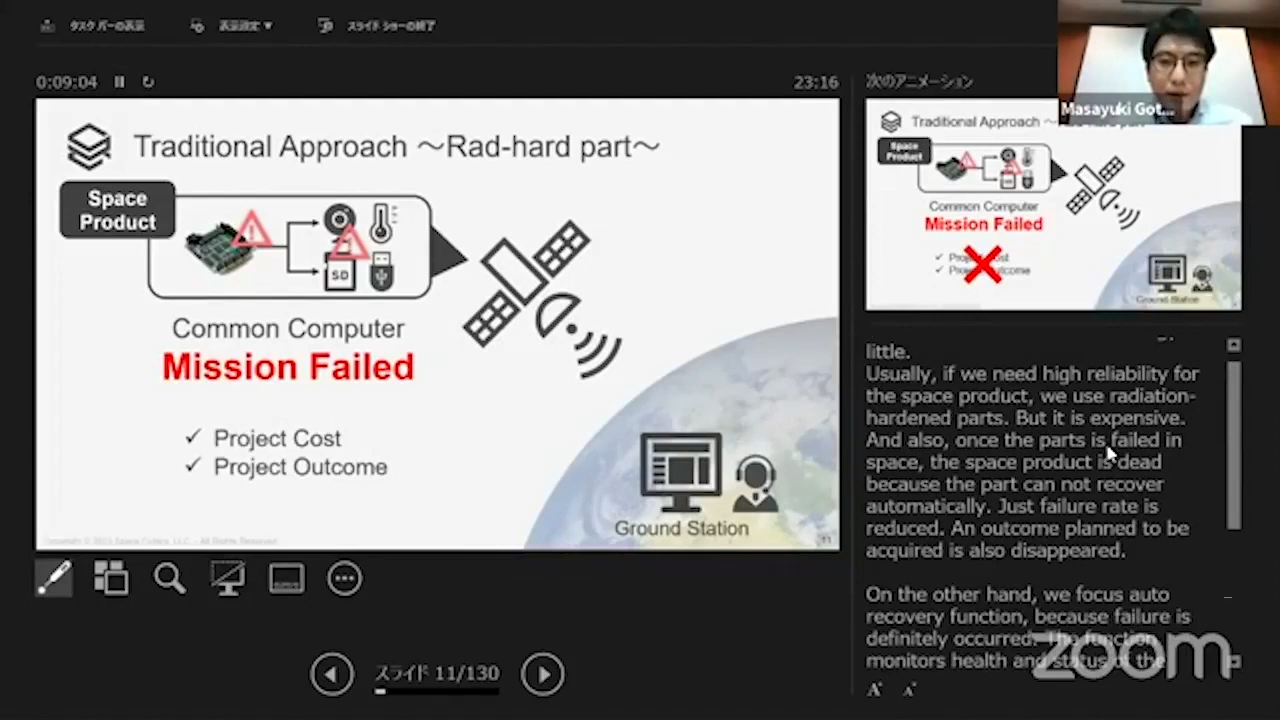 タスク バーの表示
表示設定 ▼
スライド ショーの終了
0:09:04
23:16
次のアニメーション
Masayuki Got...
Traditional Approach ～Rad-hard part～
Space
Product
SD
Common Computer
Mission Failed
✓ Project Cost
✓ Project Outcome
Ground Station
11
Traditional Approach
Space
Product
Common Computer
Mission Failed
Ground Station
little.
Usually, if we need high reliability for
the space product, we use radiation-
hardened parts. But it is expensive.
And also, once the parts is failed in
space, the space product is dead
because the part can not recover
automatically. Just failure rate is
reduced. An outcome planned to be
acquired is also disappeared.
On the other hand, we focus auto
recovery function, because failure is
definitely occurred. The function
monitors health and status of the
zoom
スライド 11/130
A A